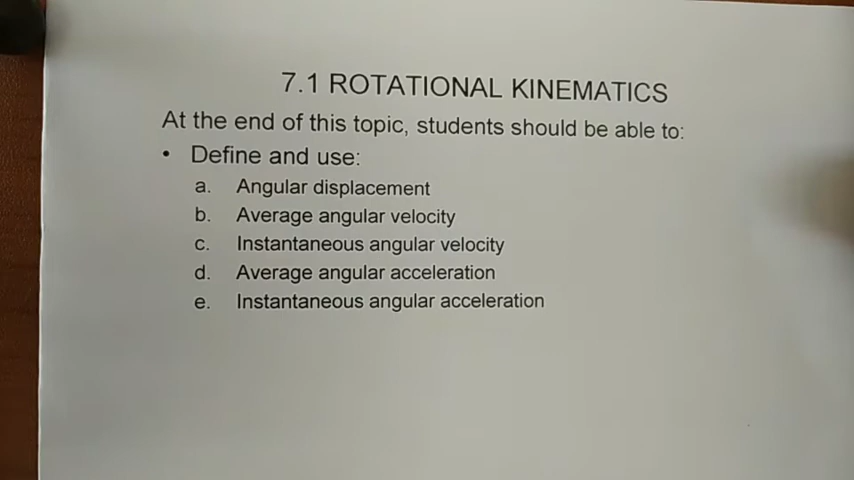 7.1 ROTATIONAL KINEMATICS
At the end of this topic, students should be able to:
• Define and use:
a. Angular displacement
b. Average angular velocity
c. Instantaneous angular velocity
d. Average angular acceleration
e. Instantaneous angular acceleration